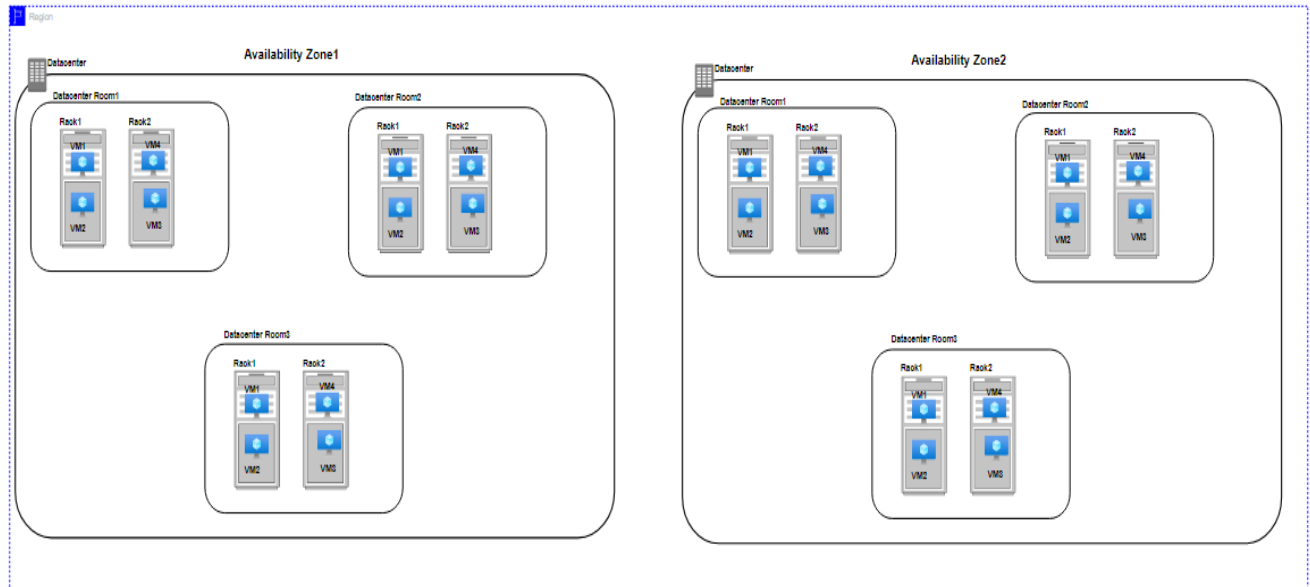 Region
Availability Zone1
Datacenter
Datacenter Room1
Rack1
Rack2
VM1
VM4
VM2
VM3
Datacenter Room2
Rack1
Rack2
VM1
VM4
VM2
VM3
Datacenter Room3
Rack1
Rack2
VM1
VM4
VM2
VM3
Availability Zone2
Datacenter
Datacenter Room1
Rack1
Rack2
VM1
VM4
VM2
VM3
Datacenter Room2
Rack1
Rack2
VM1
VM4
VM2
VM3
Datacenter Room3
Rack1
Rack2
VM1
VM4
VM2
VM3